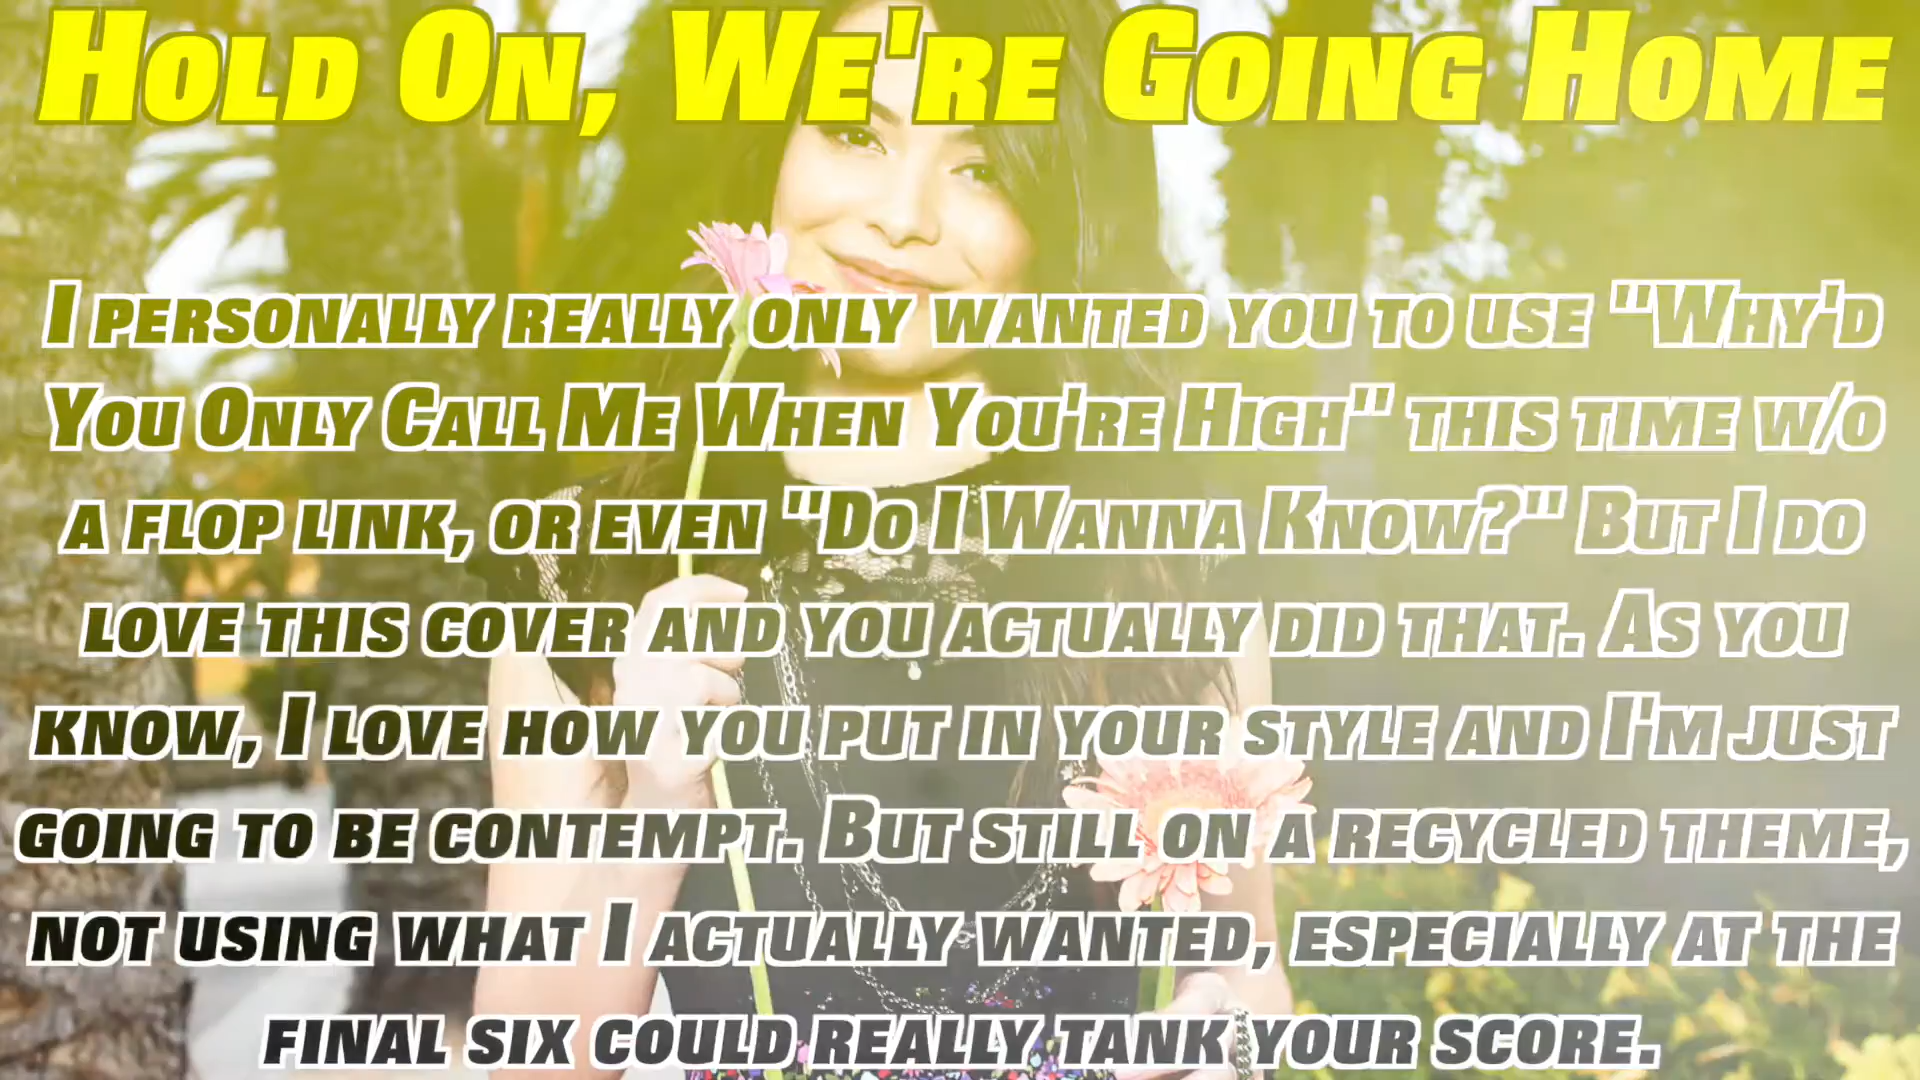 Hold On, We're Going Home
I personally really only wanted you to use "Why'd
You Only Call Me When You're High" this time w/o
a flop link, or even "Do I Wanna Know?" But I do
love this cover and you actually did that. As you
know, I love how you put in your style and I'm just
going to be contempt. But still on a recycled theme,
not using what I actually wanted, especially at the
final six could really tank your score.